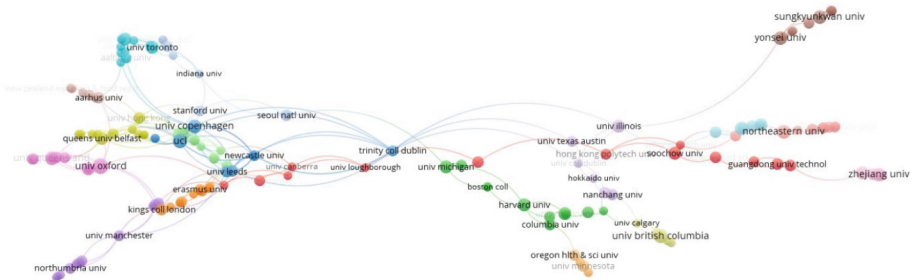 sungkyunkwan univ
yonsei univ
univ toronto
indiana univ
aarhus univ
stanford univ
seoul natl univ
univ copenhagen
queens univ belfast
ucl
univ illinois
northeastern univ
univ texas austin
trinity coll dublin
newcastle univ
hong kong polytech univ
soochow univ
univ oxford
univ leeds
univ canberra
univ loughborough
univ michigan
guangdong univ technol
zhejiang univ
hokkaido univ
erasmus univ
boston coll
nanchang univ
kings coll london
harvard univ
columbia univ
univ calgary
univ manchester
univ british columbia
oregon hlth & sci univ
univ minnesota
northumbria univ